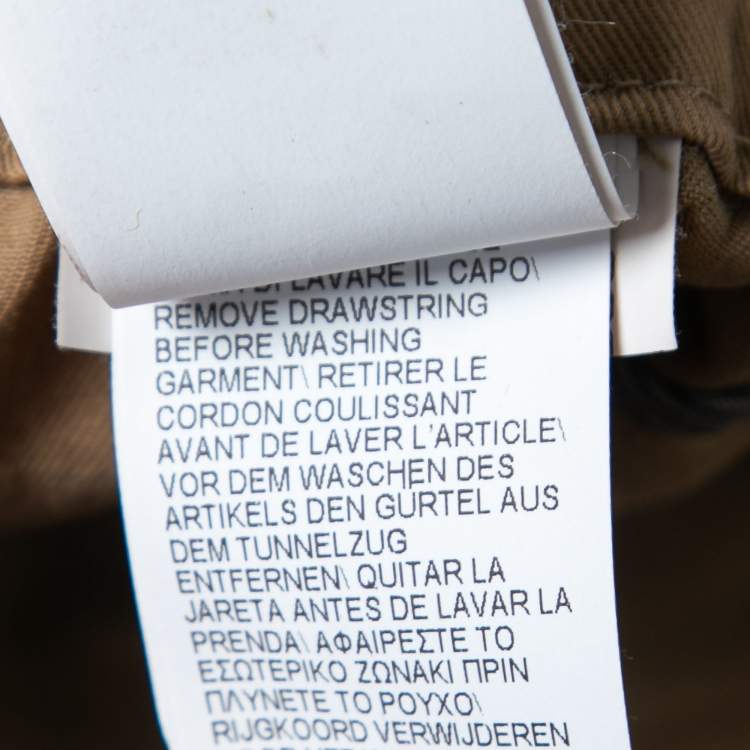 DI LAVARE IL CAPO\
REMOVE DRAWSTRING
BEFORE WASHING
GARMENT\ RETIRER LE
CORDON COULISSANT
AVANT DE LAVER L'ARTICLE\
VOR DEM WASCHEN DES
ARTIKELS DEN GÜRTEL AUS
DEM TUNNELZUG
ENTFERNEN\ QUITAR LA
JARETA ANTES DE LAVAR LA
PRENDA\ ΑΦΑΙΡΕΣΤΕ ΤΟ
ΕΣΩΤΕΡΙΚΟ ΖΩΝΑΚΙ ΠΡΙΝ
ΠΛΥΝΕΤΕ ΤΟ ΡΟΥΧΟ\
RIJGKOORD VERWIJDEREN